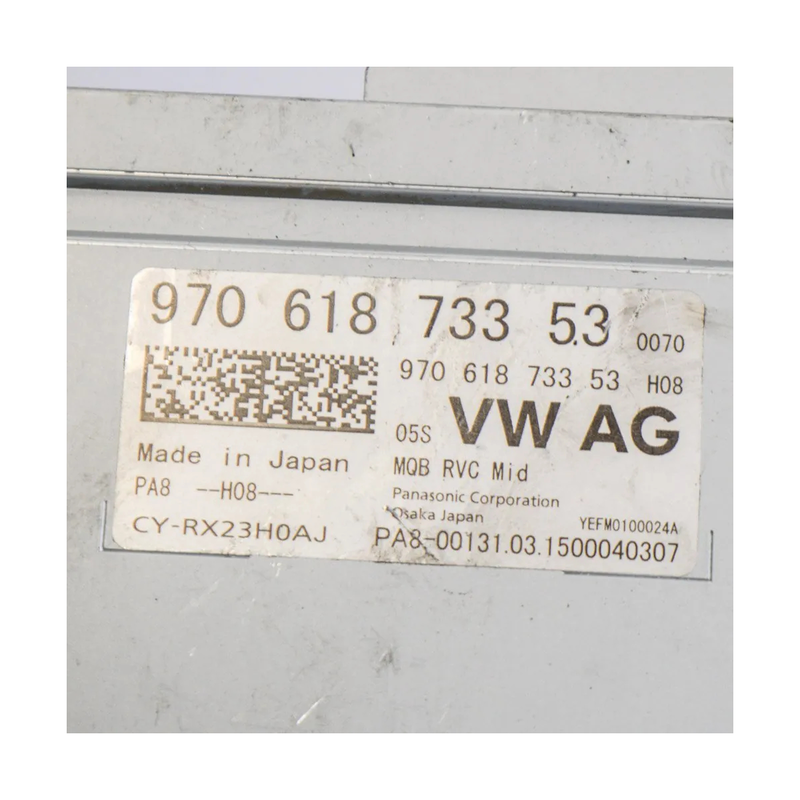 970 618 733 53 0070
970 618 733 53 H08
05S VW AG
Made in Japan
MQB RVC Mid
PA8 --H08---
Panasonic Corporation
Osaka Japan
YEFM0100024A
CY-RX23H0AJ
PA8-00131.03.1500040307